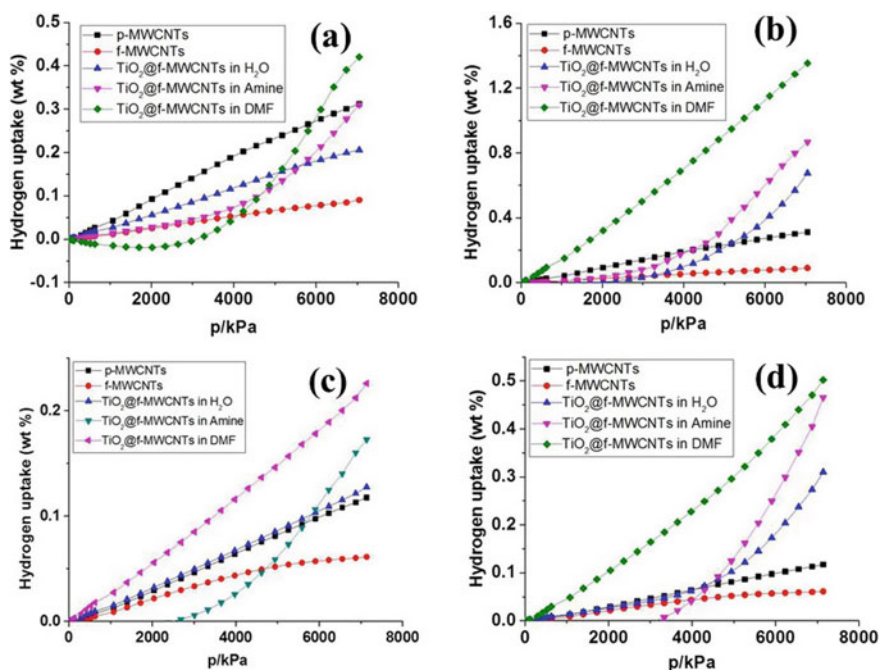 (a)
p-MWCNTs
f-MWCNTs
TiO2@f-MWCNTs in H2O
TiO2@f-MWCNTs in Amine
TiO2@f-MWCNTs in DMF
Hydrogen uptake (wt %)
0.5
0.4
0.3
0.2
0.1
0.0
-0.1
0 2000 4000 6000 8000
p/kPa
(b)
p-MWCNTs
f-MWCNTs
TiO2@f-MWCNTs in H2O
TiO2@f-MWCNTs in Amine
TiO2@f-MWCNTs in DMF
Hydrogen uptake (wt %)
1.6
1.2
0.8
0.4
0.0
0 2000 4000 6000 8000
p/kPa
(c)
p-MWCNTs
f-MWCNTs
TiO2@f-MWCNTs in H2O
TiO2@f-MWCNTs in Amine
TiO2@f-MWCNTs in DMF
Hydrogen uptake (wt %)
0.2
0.1
0.0
0 2000 4000 6000 8000
p/kPa
(d)
p-MWCNTs
f-MWCNTs
TiO2@f-MWCNTs in H2O
TiO2@f-MWCNTs in Amine
TiO2@f-MWCNTs in DMF
Hydrogen uptake (wt %)
0.5
0.4
0.3
0.2
0.1
0.0
0 2000 4000 6000 8000
p/kPa